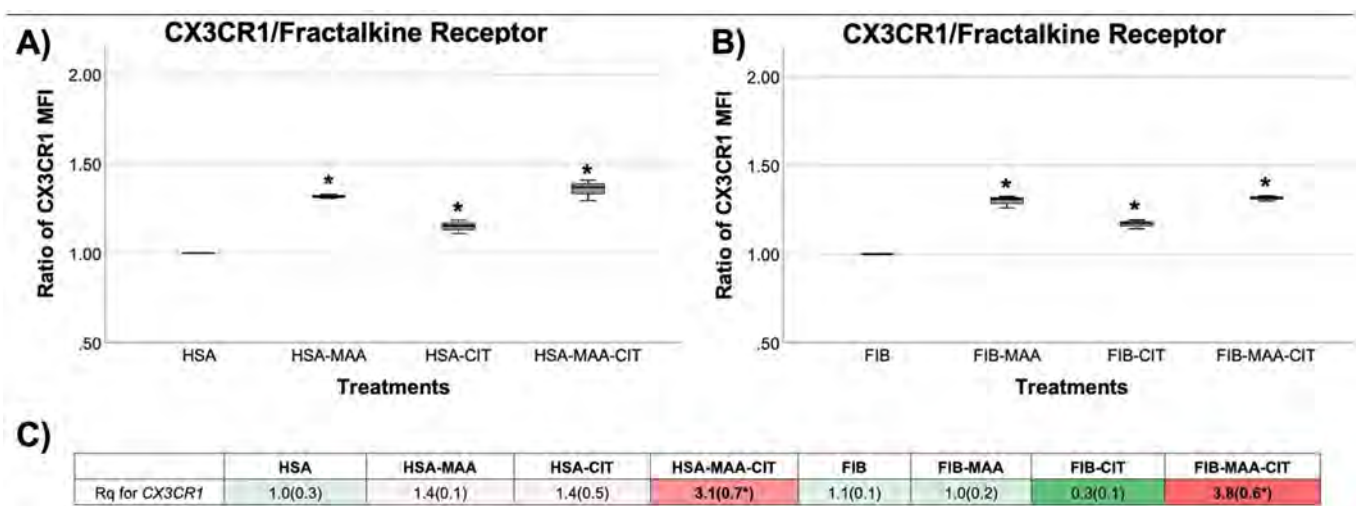 A)
CX3CR1/Fractalkine Receptor
Ratio of CX3CR1 MFI
2.00
1.50
1.00
.50
*
*
*
HSA HSA-MAA HSA-CIT HSA-MAA-CIT
Treatments
B)
CX3CR1/Fractalkine Receptor
Ratio of CX3CR1 MFI
2.00
1.50
1.00
.50
*
*
*
FIB FIB-MAA FIB-CIT FIB-MAA-CIT
Treatments
C)
HSA HSA-MAA HSA-CIT HSA-MAA-CIT FIB FIB-MAA FIB-CIT FIB-MAA-CIT
Rq for CX3CR1 1.0(0.3) 1.4(0.1) 1.4(0.5) 3.1(0.7*) 1.1(0.1) 1.0(0.2) 0.3(0.1) 3.8(0.6*)